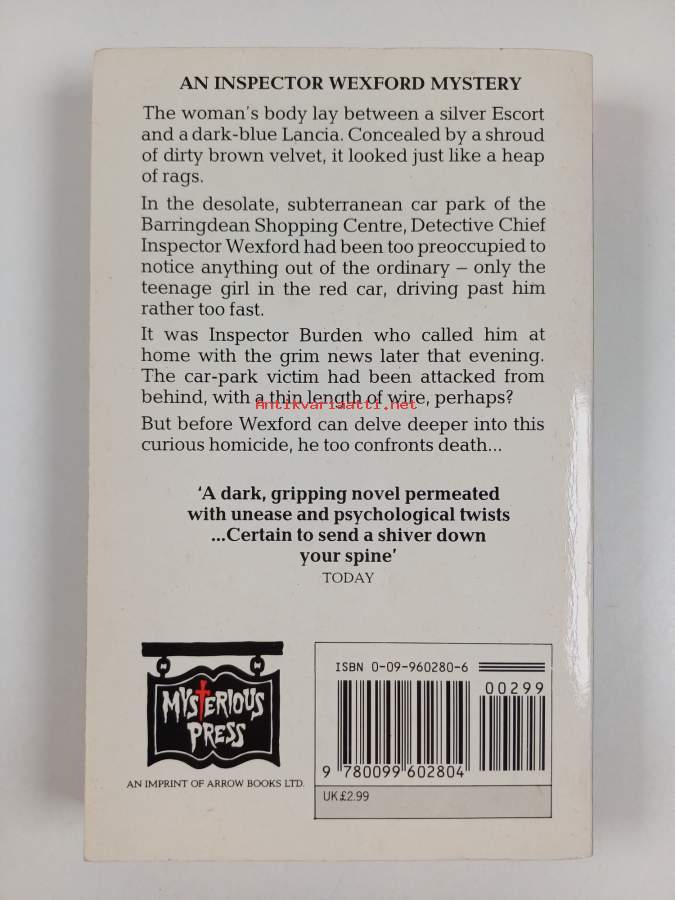 AN INSPECTOR WEXFORD MYSTERY
The woman's body lay between a silver Escort
and a dark-blue Lancia. Concealed by a shroud
of dirty brown velvet, it looked just like a heap
of rags.
In the desolate, subterranean car park of the
Barringdean Shopping Centre, Detective Chief
Inspector Wexford had been too preoccupied to
notice anything out of the ordinary – only the
teenage girl in the red car, driving past him
rather too fast.
It was Inspector Burden who called him at
home with the grim news later that evening.
The car-park victim had been attacked from
behind, with a thin length of wire, perhaps?
Antikvariaatti.net
But before Wexford can delve deeper into this
curious homicide, he too confronts death...
‘A dark, gripping novel permeated
with unease and psychological twists
...Certain to send a shiver down
your spine’
TODAY
MYSTERIOUS
PRESS
AN IMPRINT OF ARROW BOOKS LTD.
ISBN 0-09-960280-6
00299
9 780099 602804
UK £2.99